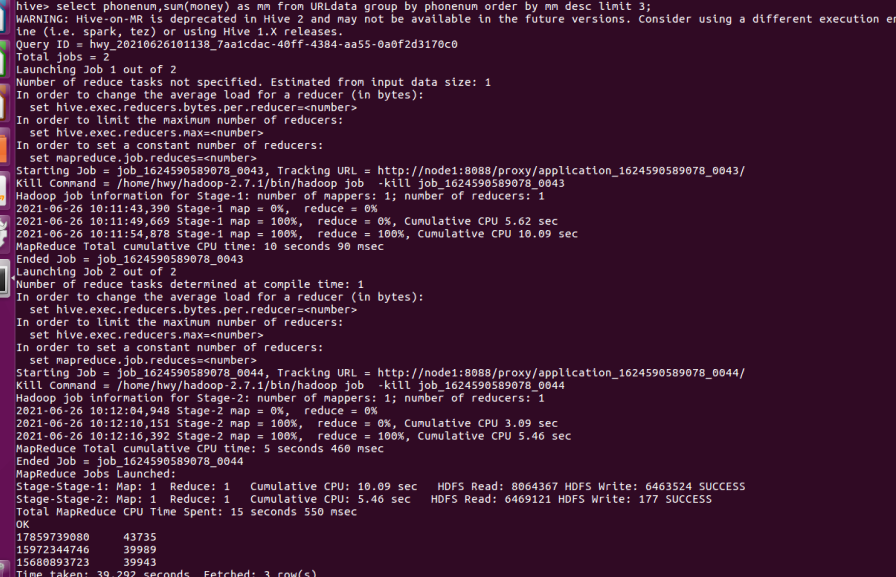 hive> select phonenum,sum(money) as mm from URLdata group by phonenum order by mm desc limit 3;
WARNING: Hive-on-MR is deprecated in Hive 2 and may not be available in the future versions. Consider using a different execution en
ine (i.e. spark, tez) or using Hive 1.X releases.
Query ID = hwy_20210626101138_7aa1cdac-40ff-4384-aa55-0a0f2d3170c0
Total jobs = 2
Launching Job 1 out of 2
Number of reduce tasks not specified. Estimated from input data size: 1
In order to change the average load for a reducer (in bytes):
  set hive.exec.reducers.bytes.per.reducer=<number>
In order to limit the maximum number of reducers:
  set hive.exec.reducers.max=<number>
In order to set a constant number of reducers:
  set mapreduce.job.reduces=<number>
Starting Job = job_1624590589078_0043, Tracking URL = http://node1:8088/proxy/application_1624590589078_0043/
Kill Command = /home/hwy/hadoop-2.7.1/bin/hadoop job  -kill job_1624590589078_0043
Hadoop job information for Stage-1: number of mappers: 1; number of reducers: 1
2021-06-26 10:11:43,390 Stage-1 map = 0%,  reduce = 0%
2021-06-26 10:11:49,669 Stage-1 map = 100%,  reduce = 0%, Cumulative CPU 5.62 sec
2021-06-26 10:11:54,878 Stage-1 map = 100%,  reduce = 100%, Cumulative CPU 10.09 sec
MapReduce Total cumulative CPU time: 10 seconds 90 msec
Ended Job = job_1624590589078_0043
Launching Job 2 out of 2
Number of reduce tasks determined at compile time: 1
In order to change the average load for a reducer (in bytes):
  set hive.exec.reducers.bytes.per.reducer=<number>
In order to limit the maximum number of reducers:
  set hive.exec.reducers.max=<number>
In order to set a constant number of reducers:
  set mapreduce.job.reduces=<number>
Starting Job = job_1624590589078_0044, Tracking URL = http://node1:8088/proxy/application_1624590589078_0044/
Kill Command = /home/hwy/hadoop-2.7.1/bin/hadoop job  -kill job_1624590589078_0044
Hadoop job information for Stage-2: number of mappers: 1; number of reducers: 1
2021-06-26 10:12:04,948 Stage-2 map = 0%,  reduce = 0%
2021-06-26 10:12:10,151 Stage-2 map = 100%,  reduce = 0%, Cumulative CPU 3.09 sec
2021-06-26 10:12:16,392 Stage-2 map = 100%,  reduce = 100%, Cumulative CPU 5.46 sec
MapReduce Total cumulative CPU time: 5 seconds 460 msec
Ended Job = job_1624590589078_0044
MapReduce Jobs Launched:
Stage-Stage-1: Map: 1  Reduce: 1   Cumulative CPU: 10.09 sec   HDFS Read: 8064367 HDFS Write: 6463524 SUCCESS
Stage-Stage-2: Map: 1  Reduce: 1   Cumulative CPU: 5.46 sec   HDFS Read: 6469121 HDFS Write: 177 SUCCESS
Total MapReduce CPU Time Spent: 15 seconds 550 msec
OK
17859739080     43735
15972344746     39989
15680893723     39943
Time taken: 39.292 seconds, Fetched: 3 row(s)